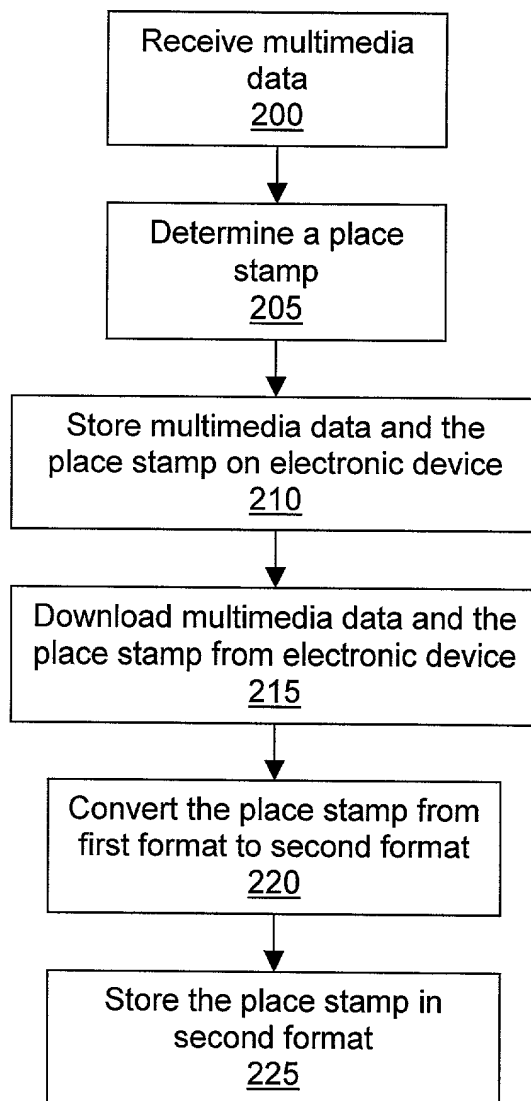 Receive multimedia
data
200
Determine a place
stamp
205
Store multimedia data and the
place stamp on electronic device
210
Download multimedia data and the
place stamp from electronic device
215
Convert the place stamp from
first format to second format
220
Store the place stamp in
second format
225